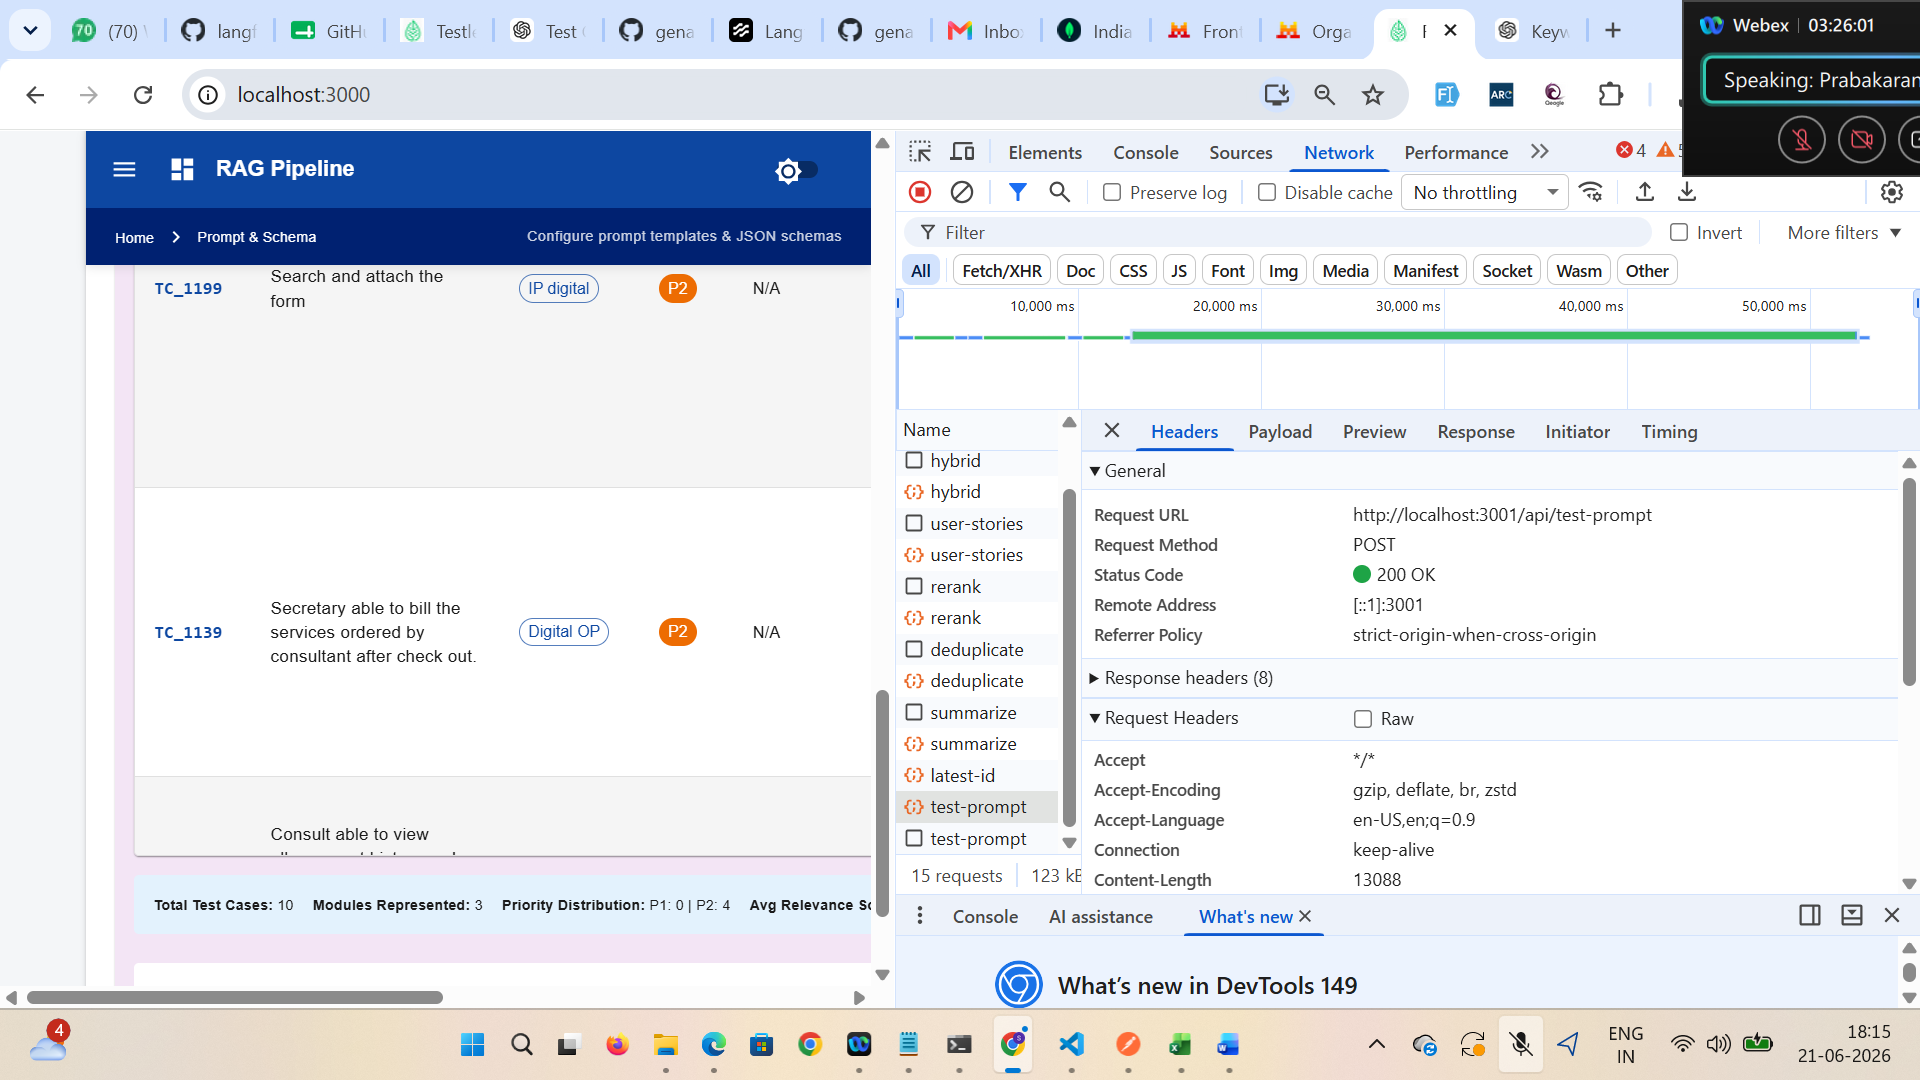 (70)
langf
GitH
Testle
Test
gena
Lang
gena
Inbo
India
Fron
Orga
Keyw
Webex
03:26:01
localhost:3000
Speaking: Prabakaran
RAG Pipeline
Home
Prompt & Schema
Configure prompt templates & JSON schemas
TC_1199
Search and attach the
form
IP digital
P2
N/A
TC_1139
Secretary able to bill the
services ordered by
consultant after check out.
Digital OP
P2
N/A
Consult able to view
Total Test Cases: 10 Modules Represented: 3 Priority Distribution: P1: 0 | P2: 4 Avg Relevance Sc
Elements Console Sources Network Performance
4
Preserve log
Disable cache
No throttling
Filter
Invert
More filters
All Fetch/XHR Doc CSS JS Font Img Media Manifest Socket Wasm Other
10,000 ms 20,000 ms 30,000 ms 40,000 ms 50,000 ms
Name
hybrid
hybrid
user-stories
user-stories
rerank
rerank
deduplicate
deduplicate
summarize
summarize
latest-id
test-prompt
test-prompt
15 requests
123 kB
Headers Payload Preview Response Initiator Timing
General
Request URL http://localhost:3001/api/test-prompt
Request Method POST
Status Code 200 OK
Remote Address [::1]:3001
Referrer Policy strict-origin-when-cross-origin
Response headers (8)
Request Headers
Raw
Accept */*
Accept-Encoding gzip, deflate, br, zstd
Accept-Language en-US,en;q=0.9
Connection keep-alive
Content-Length 13088
Console AI assistance What's new
What's new in DevTools 149
4
ENG
IN
18:15
21-06-2026